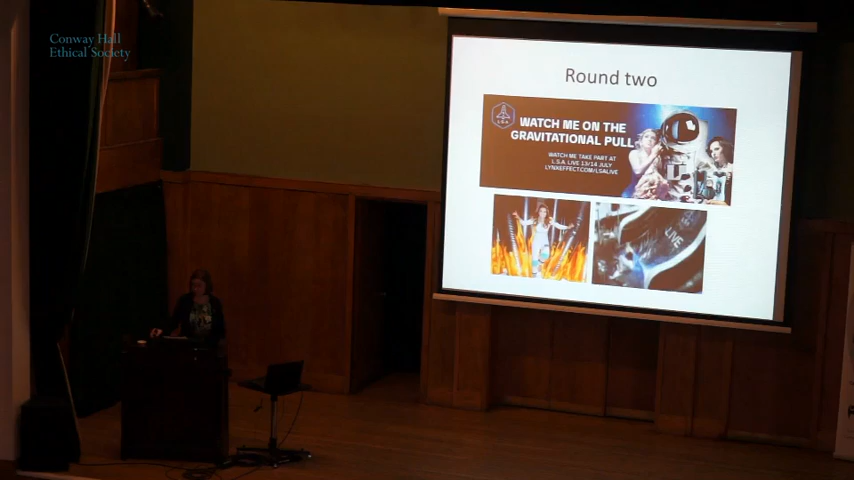 Conway Hall
Ethical Society
Round two
L.S.A.
WATCH ME ON THE
GRAVITATIONAL PULL
WATCH ME TAKE PART AT
L.S.A. LIVE 13/14 JULY
LYNXEFFECT.COM/LSALIVE
LIVE